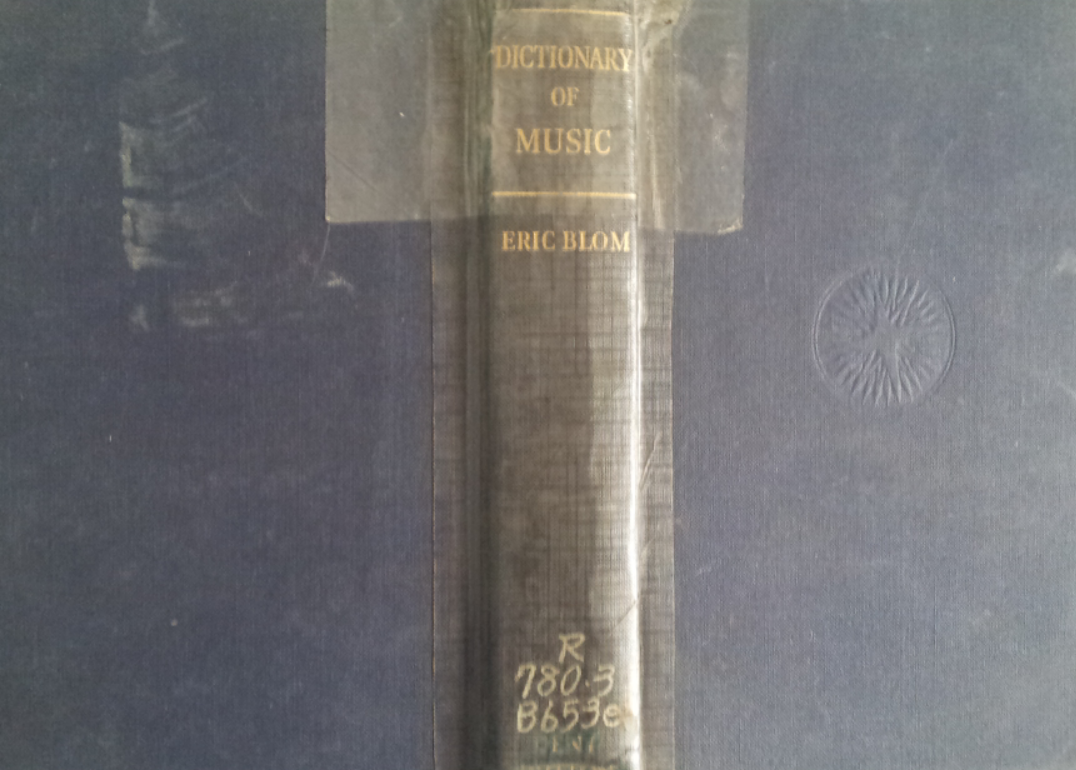 DICTIONARY
OF
MUSIC
ERIC BLOM
R
780.3
B653e